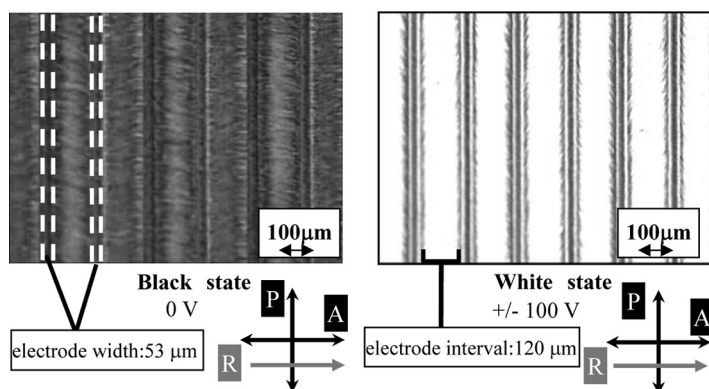 100μm
100μm
Black state
0 V
P
A
R
electrode width:53 μm
White state
+/- 100 V
P
A
R
electrode interval:120 μm